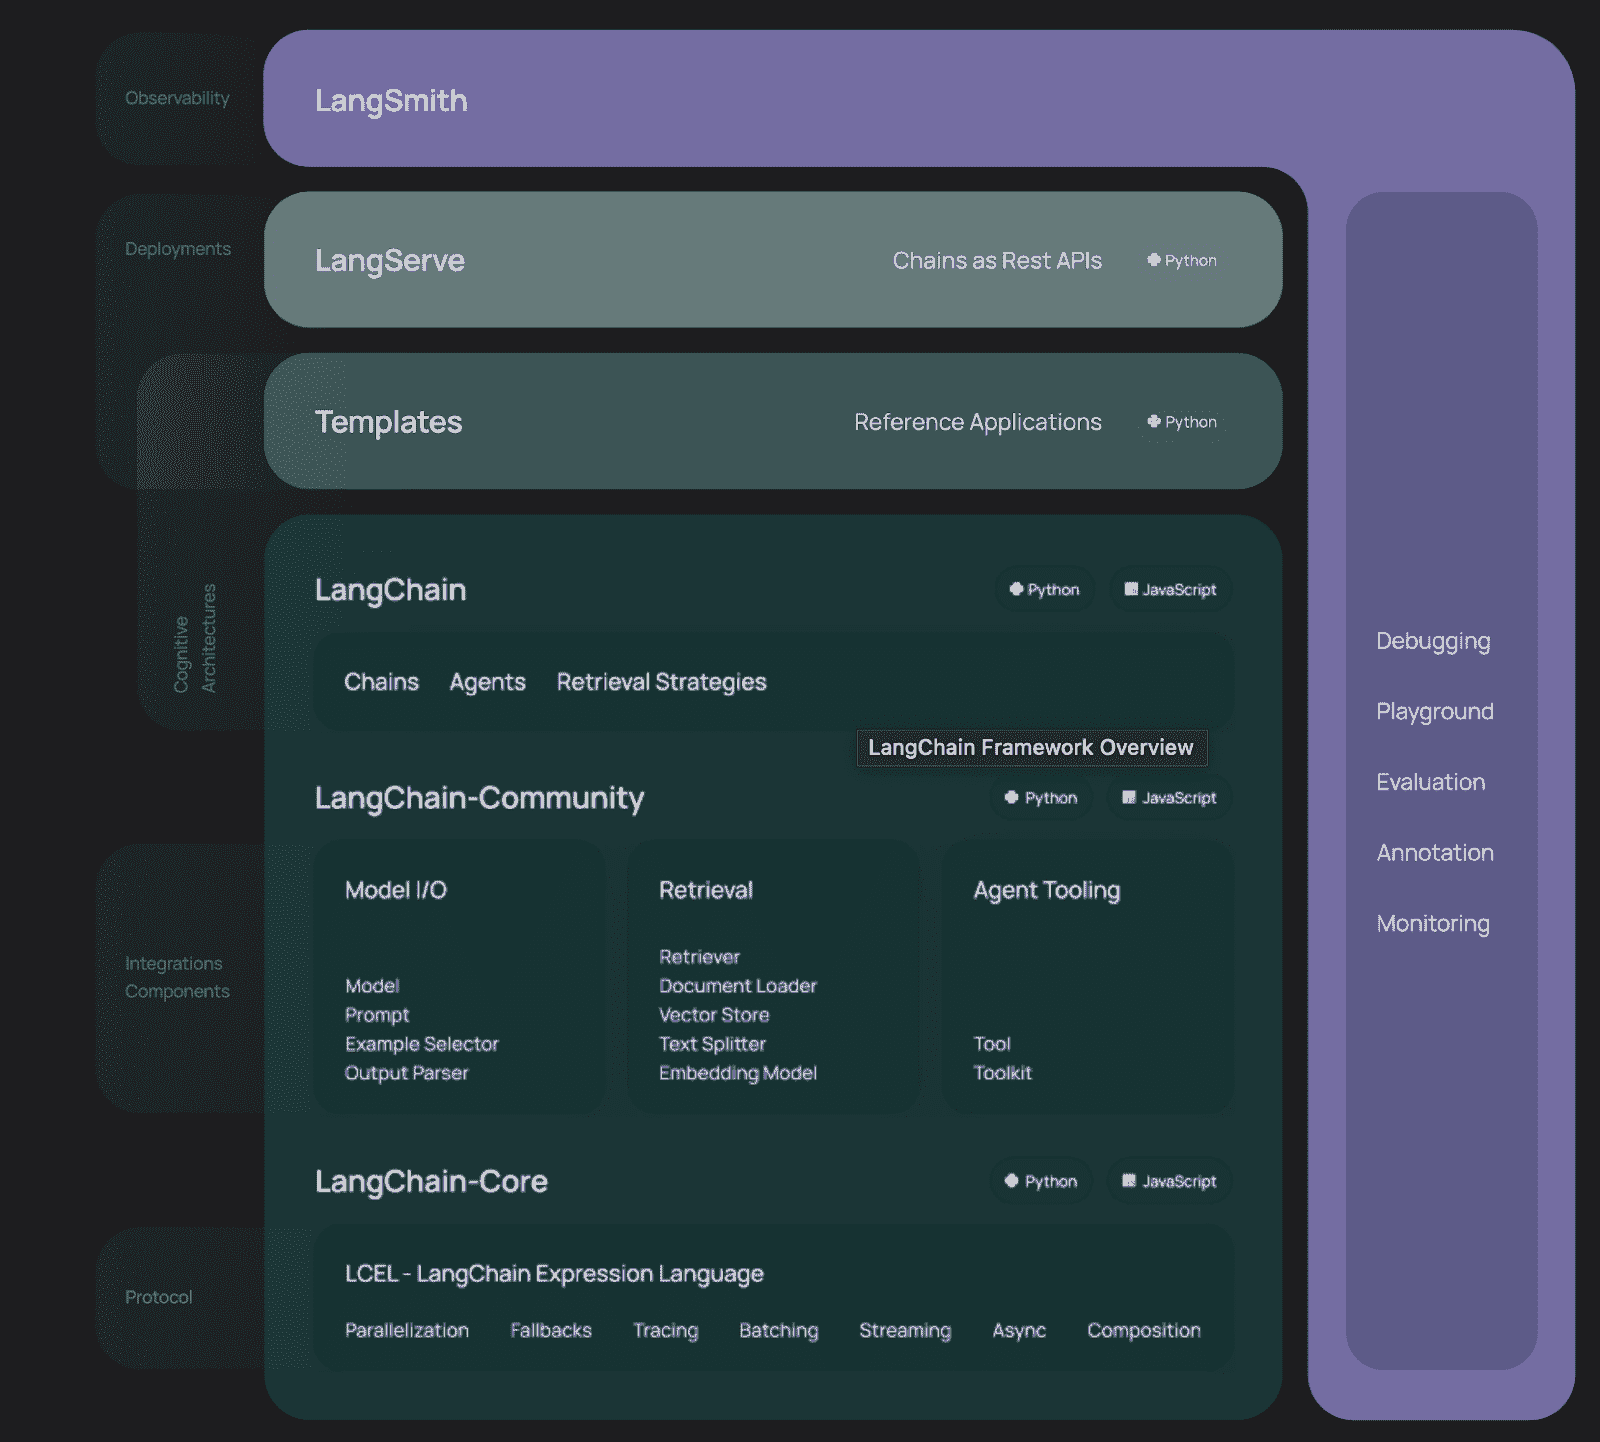 Observability
LangSmith
Deployments
LangServe
Chains as Rest APIs
Python
Templates
Reference Applications
Python
Cognitive
Architectures
LangChain
Python
JavaScript
Chains Agents Retrieval Strategies
LangChain Framework Overview
LangChain-Community
Python
JavaScript
Integrations
Components
Model I/O
Model
Prompt
Example Selector
Output Parser
Retrieval
Retriever
Document Loader
Vector Store
Text Splitter
Embedding Model
Agent Tooling
Tool
Toolkit
LangChain-Core
Python
JavaScript
Protocol
LCEL - LangChain Expression Language
Parallelization Fallbacks Tracing Batching Streaming Async Composition
Debugging
Playground
Evaluation
Annotation
Monitoring